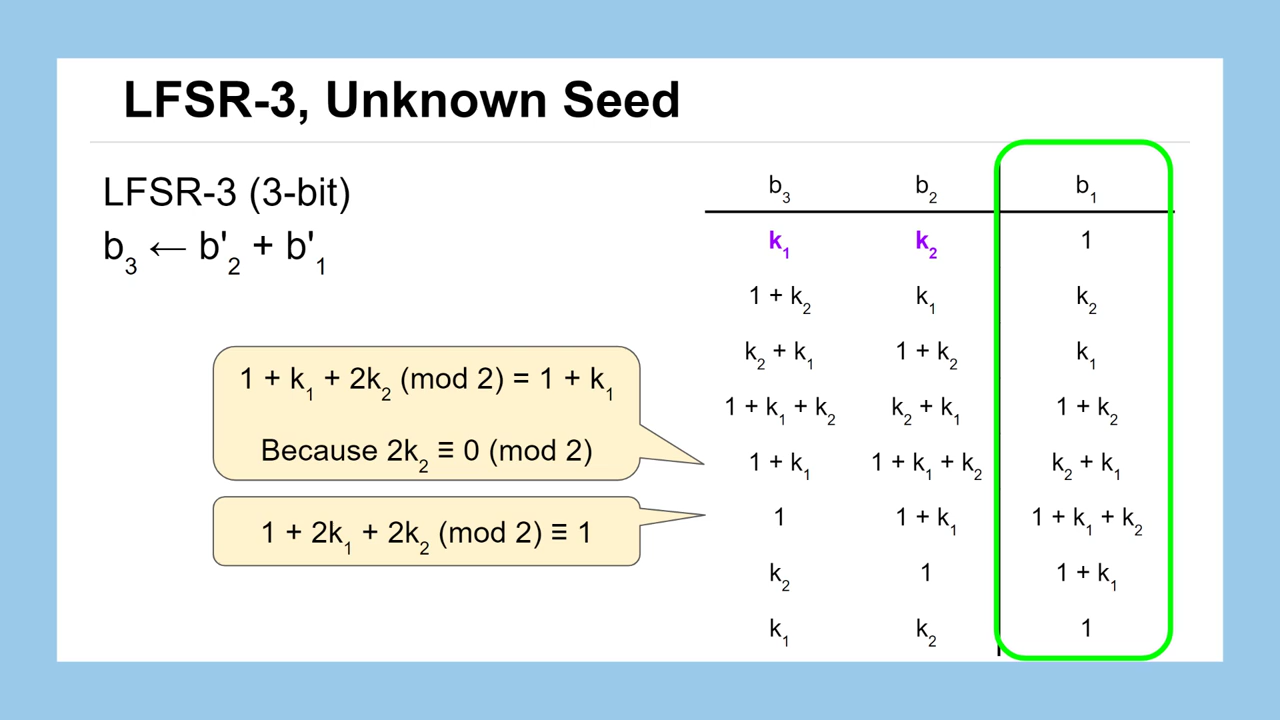 LFSR-3, Unknown Seed
LFSR-3 (3-bit)
b₃ ← b'₂ + b'₁
1 + k₁ + 2k₂ (mod 2) = 1 + k₁
Because 2k₂ ≡ 0 (mod 2)
1 + 2k₁ + 2k₂ (mod 2) ≡ 1
b₃ b₂ b₁
k₁ k₂ 1
1 + k₂ k₁ k₂
k₂ + k₁ 1 + k₂ k₁
1 + k₁ + k₂ k₂ + k₁ 1 + k₂
1 + k₁ 1 + k₁ + k₂ k₂ + k₁
1 1 + k₁ 1 + k₁ + k₂
k₂ 1 1 + k₁
k₁ k₂ 1